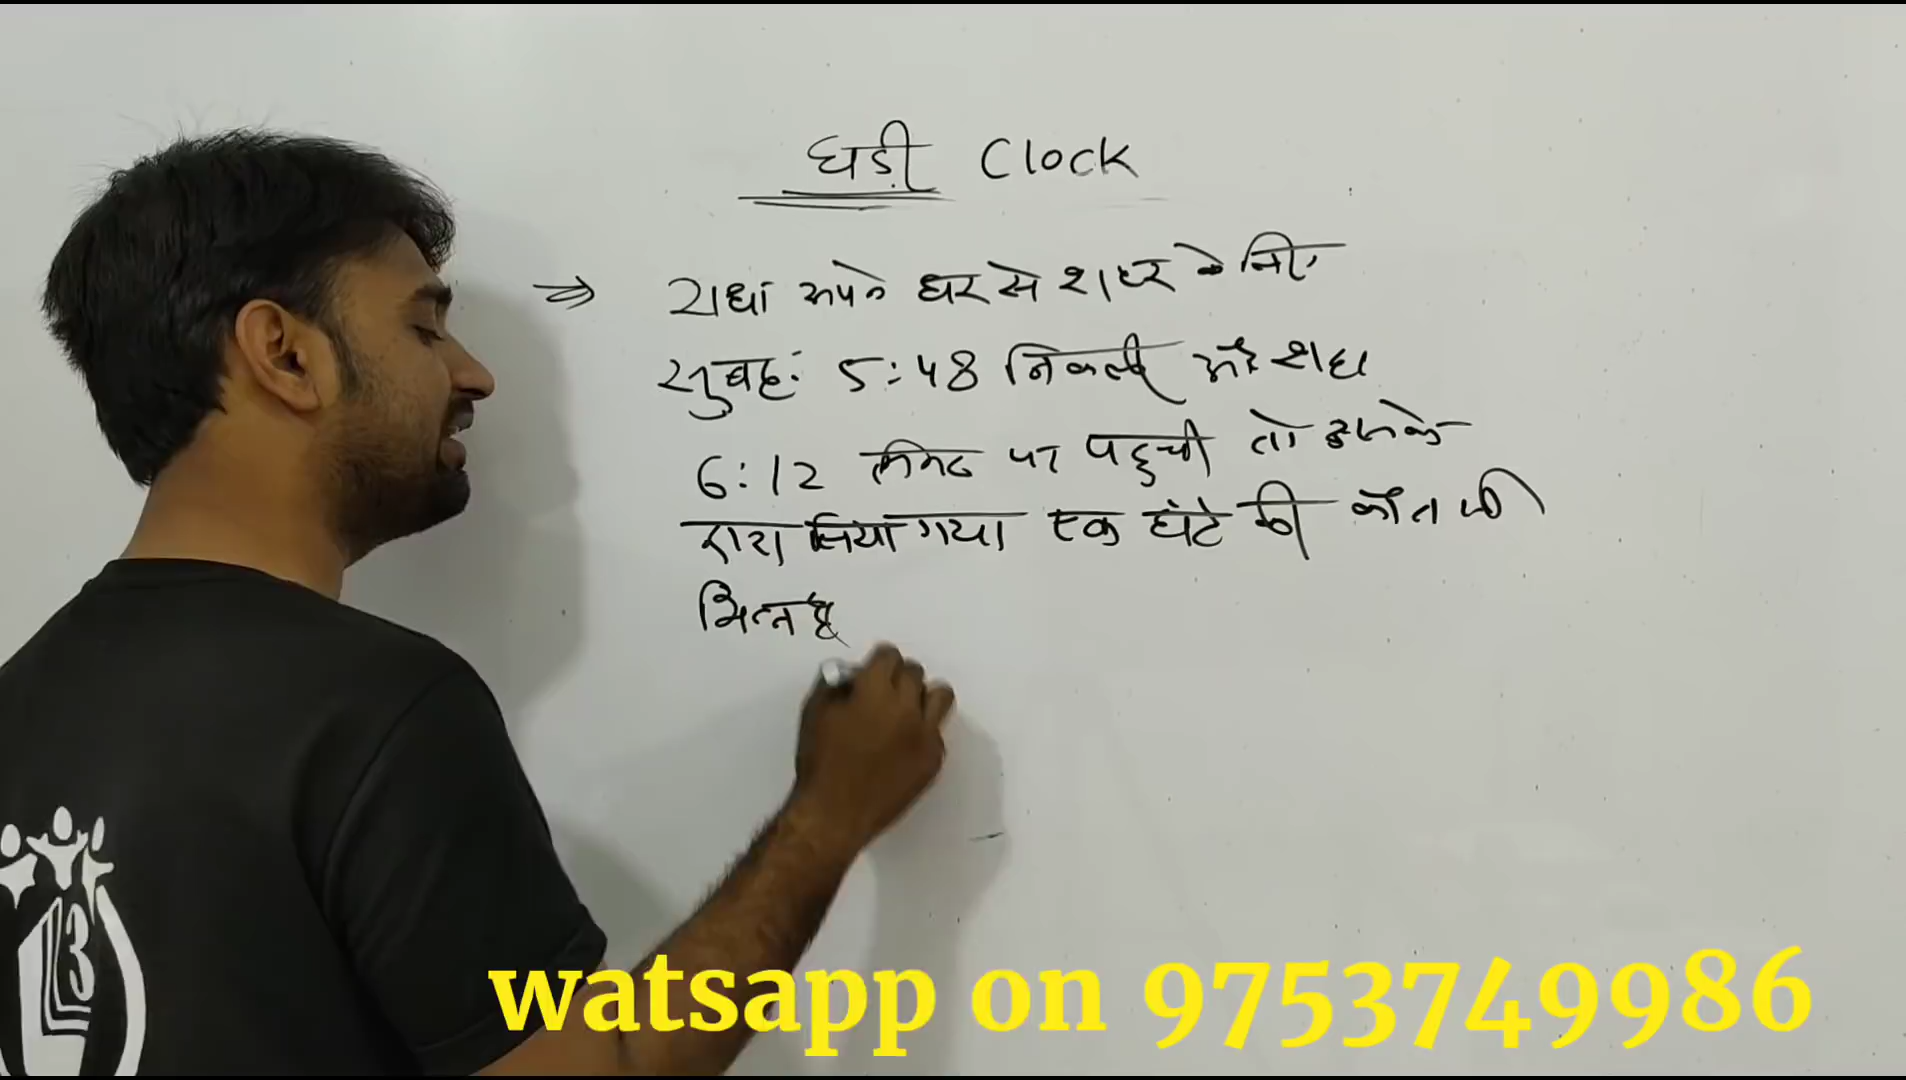 घड़ी Clock
⇒ राधा अपने घर से शहर के लिए
सुबह: 5:48 निकली और शहर
6:12 मिनट पर पहुची तो उसके
द्वारा लिया गया एक घंटे की कौन सी
भिन्न है
watsapp on 9753749986
L3